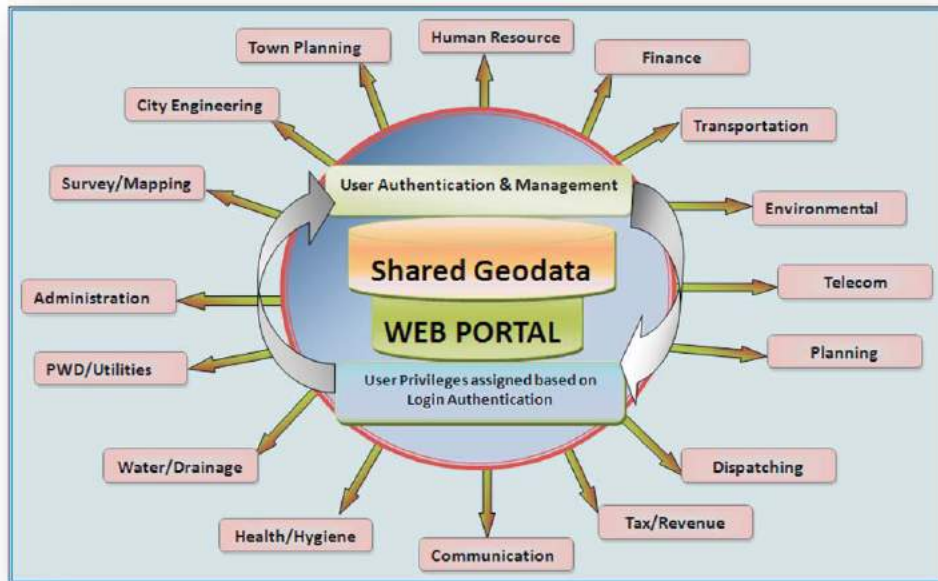 Human Resource
Town Planning
Finance
City Engineering
Transportation
Survey/Mapping
User Authentication & Management
Environmental
Shared Geodata
Administration
Telecom
WEB PORTAL
PWD/Utilities
Planning
User Privileges assigned based on
Login Authentication
Water/Drainage
Dispatching
Health/Hygiene
Tax/Revenue
Communication